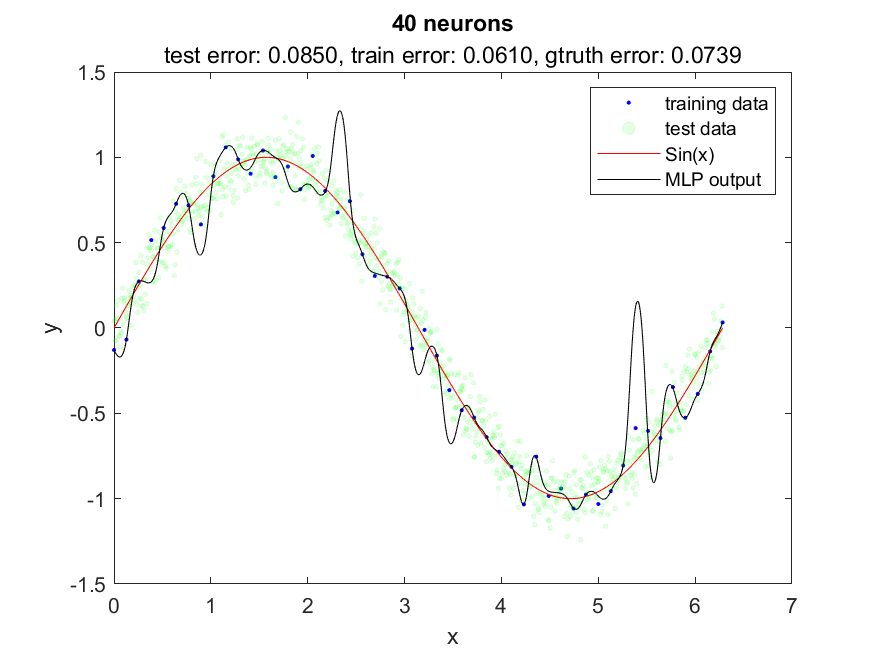 40 neurons
test error: 0.0850, train error: 0.0610, gtruth error: 0.0739
1.5
1
0.5
0
-0.5
-1
-1.5
y
training data
test data
Sin(x)
MLP output
0 1 2 3 4 5 6 7
x